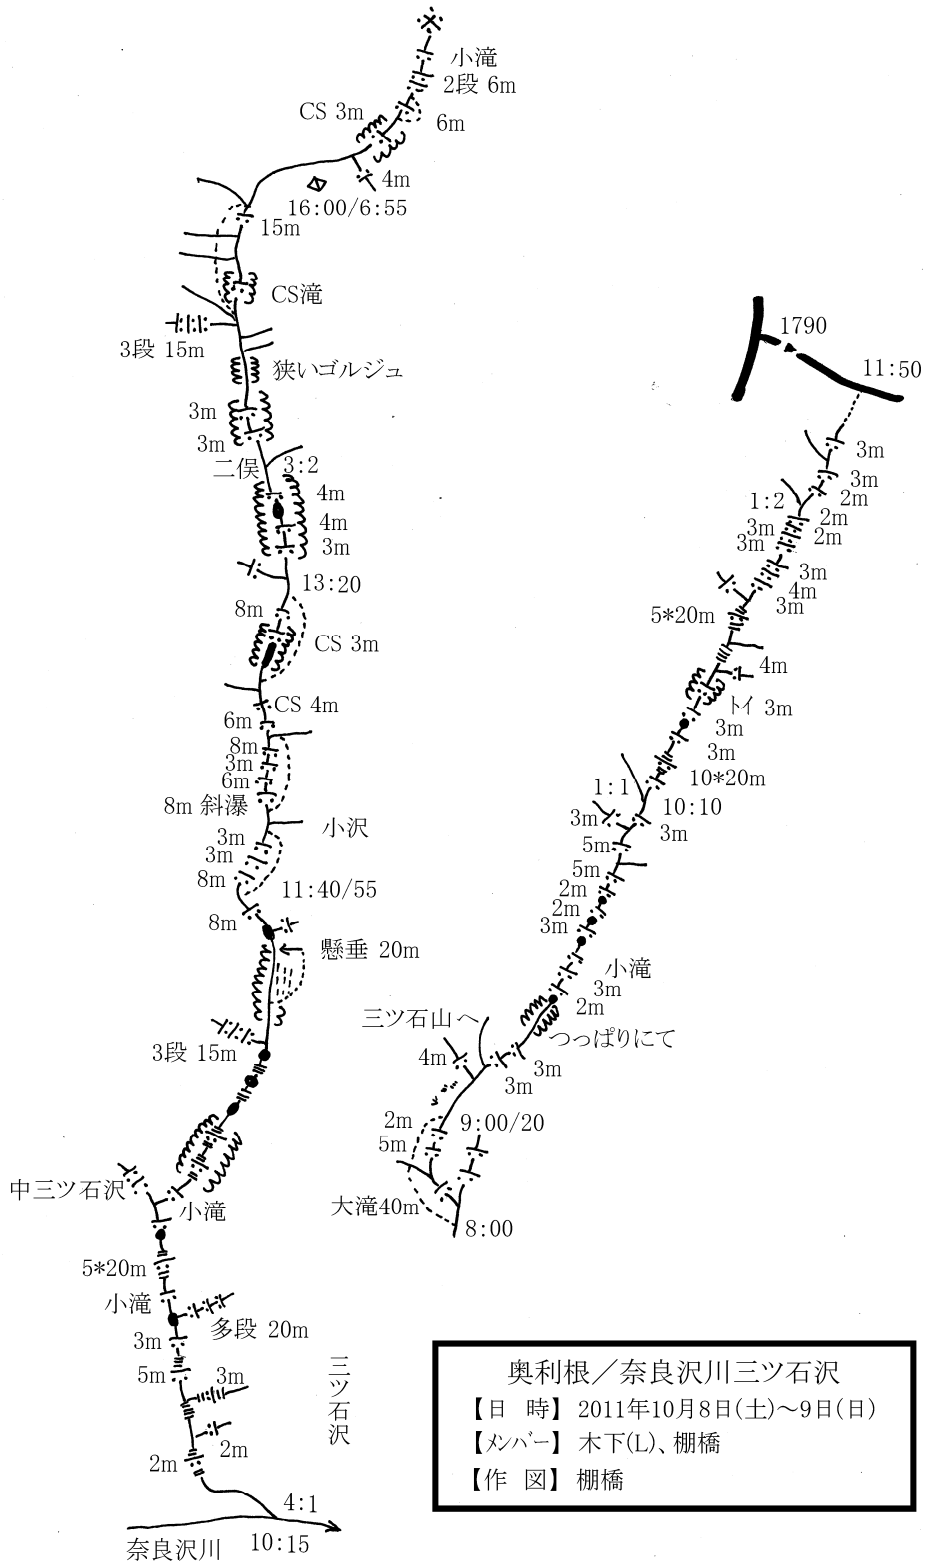 小滝
2段 6m
CS 3m
6m
4m
16:00/6:55
15m
CS滝
3段 15m
狭いゴルジュ
3m
3m
二俣
3:2
4m
4m
3m
13:20
8m
CS 3m
CS 4m
6m
8m
3m
6m
8m 斜瀑
小沢
3m
3m
8m
11:40/55
8m
懸垂 20m
3段 15m
中三ツ石沢
小滝
5*20m
小滝
多段 20m
3m
5m
3m
2m
2m
三ツ石沢
4:1
10:15
奈良沢川
1790
11:50
3m
3m
2m
1:2
2m
3m
2m
3m
3m
4m
3m
5*20m
4m
トイ 3m
3m
3m
10*20m
1:1
10:10
3m
3m
5m
5m
2m
2m
3m
小滝
3m
2m
つっぱりにて
三ツ石山へ
4m
3m
3m
2m
9:00/20
5m
大滝40m
8:00
奥利根／奈良沢川三ツ石沢
【日 時】 2011年10月8日(土)～9日(日)
【メンバー】 木下(L)、棚橋
【作 図】 棚橋